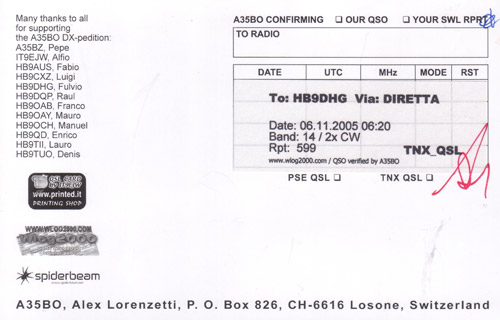 Many thanks to all
for supporting
the A35BO DX-pedition:
A35BZ, Pepe
IT9EJW, Alfio
HB9AUS, Fabio
HB9CXZ, Luigi
HB9DHG, Fulvio
HB9DQP, Raul
HB9OAB, Franco
HB9OAY, Mauro
HB9OCH, Manuel
HB9QD, Enrico
HB9TII, Lauro
HB9TUO, Denis
QSL CARD
by IT9EJW
www.printed.it
PRINTING SHOP
WWW.WLOG2000.COM
WLog2000
spiderbeam
A35BO CONFIRMING ☐ OUR QSO ☐ YOUR SWL RPRT
TO RADIO
DATE UTC MHz MODE RST
To: HB9DHG Via: DIRETTA
Date: 06.11.2005 06:20
Band: 14 / 2x CW
Rpt: 599 TNX_QSL
www.wlog2000.com / QSO verified by A35BO
PSE QSL ☐ TNX QSL ☐
A35BO, Alex Lorenzetti, P. O. Box 826, CH-6616 Losone, Switzerland